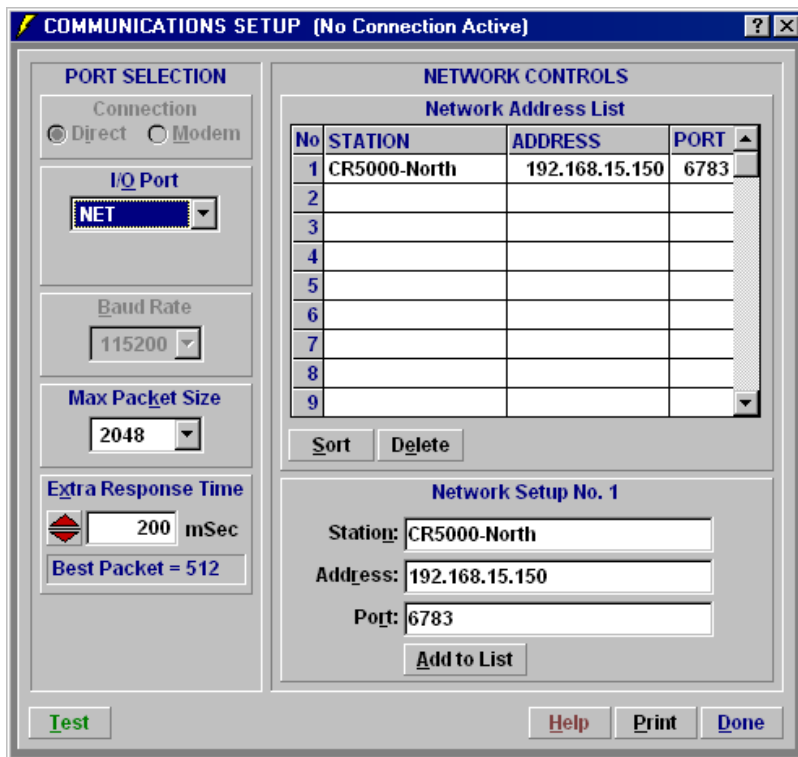 COMMUNICATIONS SETUP (No Connection Active)
PORT SELECTION
Connection
Direct Modem
I/O Port
NET
Baud Rate
115200
Max Packet Size
2048
Extra Response Time
200 mSec
Best Packet = 512
Test
NETWORK CONTROLS
Network Address List
No STATION ADDRESS PORT
1 CR5000-North 192.168.15.150 6783
2
3
4
5
6
7
8
9
Sort Delete
Network Setup No. 1
Station: CR5000-North
Address: 192.168.15.150
Port: 6783
Add to List
Help Print Done